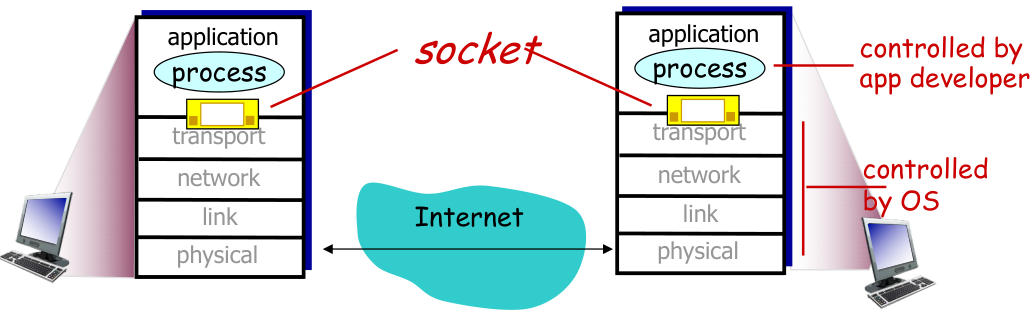 application
process
transport
network
link
physical
socket
Internet
application
process
transport
network
link
physical
controlled by
app developer
controlled
by OS